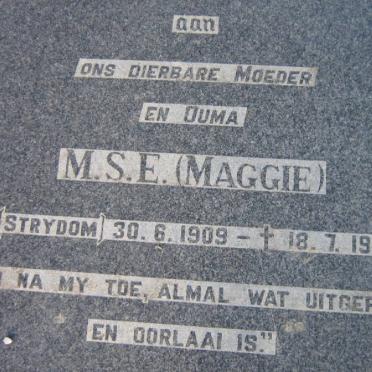 aan
ONS DIERBARE MOEDER
EN OUMA
M.S.E. (MAGGIE)
(STRYDOM) 30.6.1909 - † 18.7.19
NA MY TOE, ALMAL WAT UITGEP
EN OORLAAI IS."